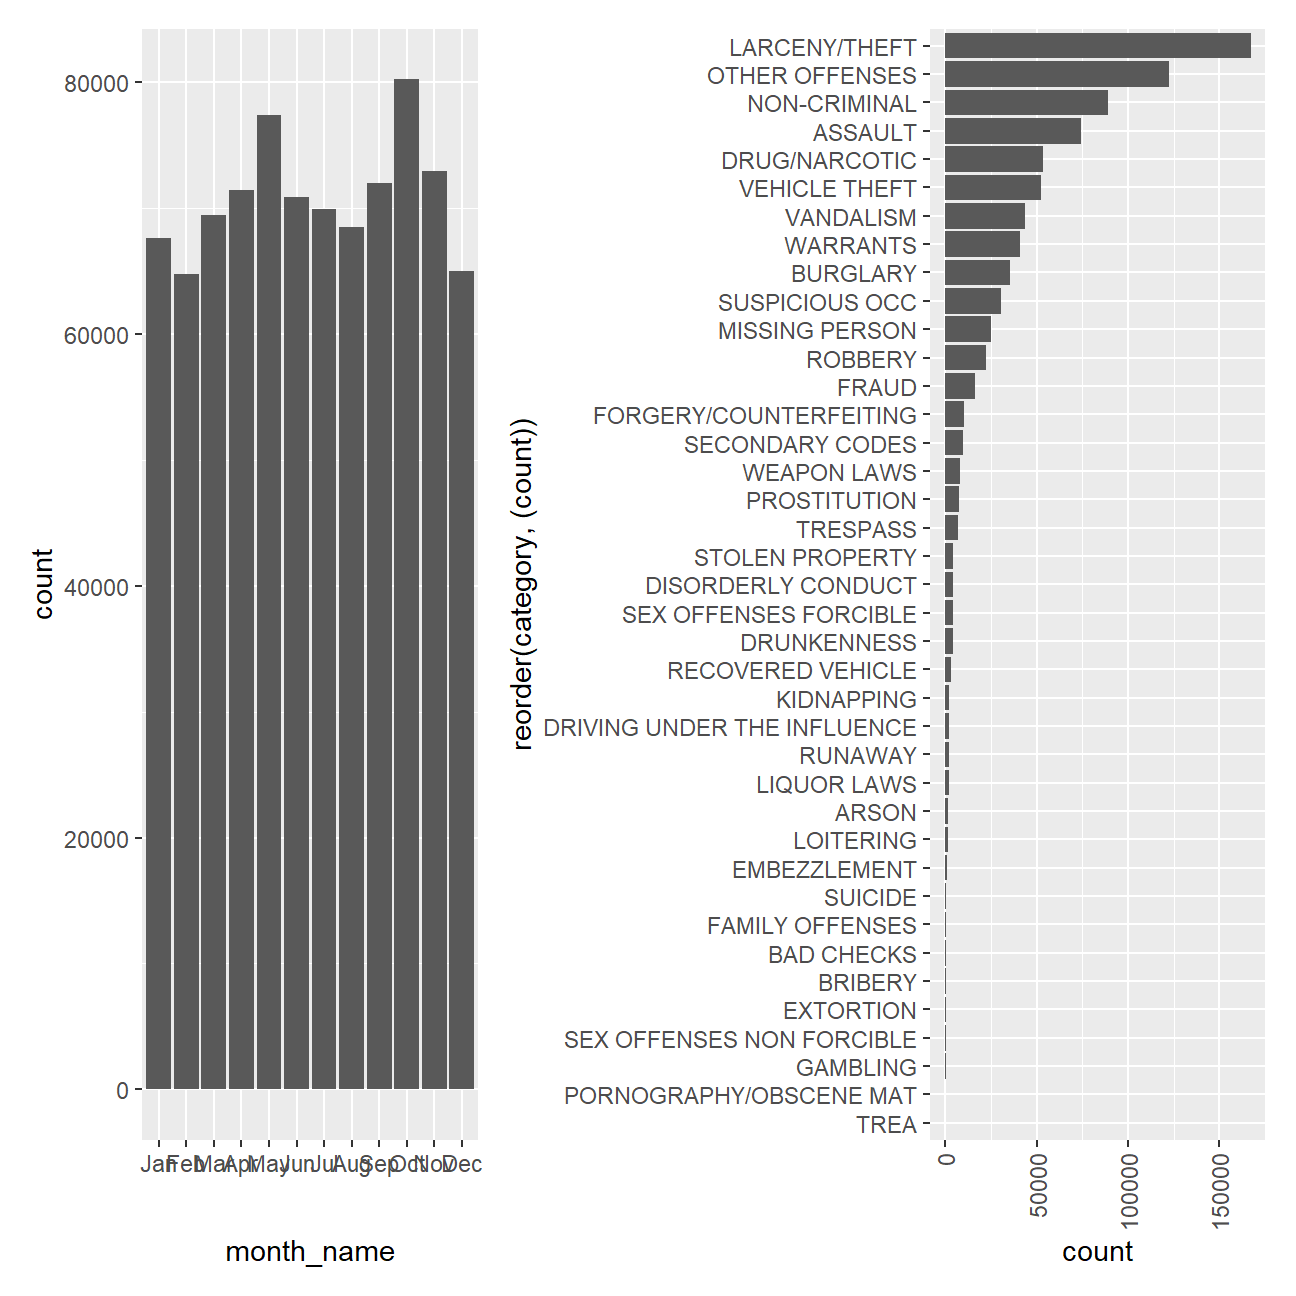 80000
60000
40000
20000
0
count
Jan Feb Mar Apr May Jun Jul Aug Sep Oct Nov Dec
month_name
reorder(category, (count))
LARCENY/THEFT
OTHER OFFENSES
NON-CRIMINAL
ASSAULT
DRUG/NARCOTIC
VEHICLE THEFT
VANDALISM
WARRANTS
BURGLARY
SUSPICIOUS OCC
MISSING PERSON
ROBBERY
FRAUD
FORGERY/COUNTERFEITING
SECONDARY CODES
WEAPON LAWS
PROSTITUTION
TRESPASS
STOLEN PROPERTY
DISORDERLY CONDUCT
SEX OFFENSES FORCIBLE
DRUNKENNESS
RECOVERED VEHICLE
KIDNAPPING
DRIVING UNDER THE INFLUENCE
RUNAWAY
LIQUOR LAWS
ARSON
LOITERING
EMBEZZLEMENT
SUICIDE
FAMILY OFFENSES
BAD CHECKS
BRIBERY
EXTORTION
SEX OFFENSES NON FORCIBLE
GAMBLING
PORNOGRAPHY/OBSCENE MAT
TREA
0
50000
100000
150000
count